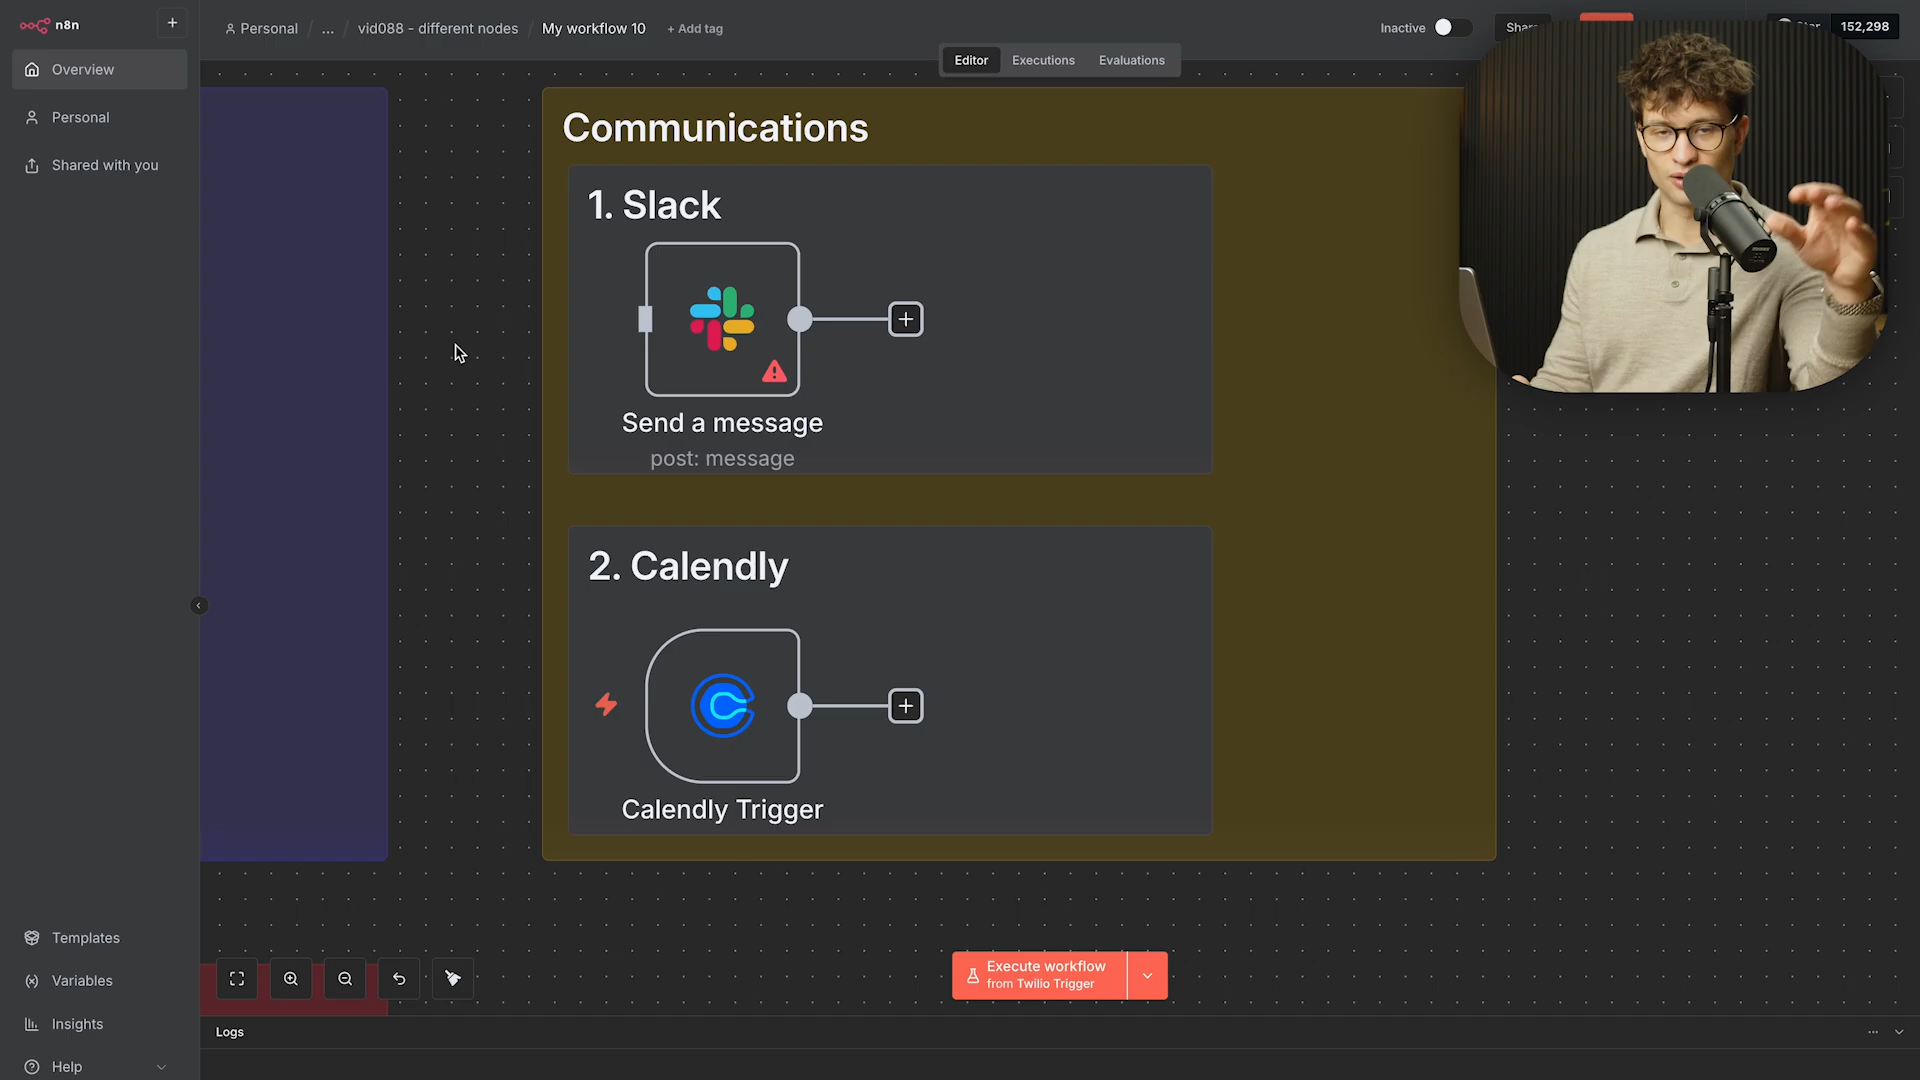 n8n
Personal / ... / vid088 - different nodes / My workflow 10 + Add tag
Inactive
152,298
Editor
Executions
Evaluations
Overview
Personal
Shared with you
Communications
1. Slack
Send a message
post: message
2. Calendly
Calendly Trigger
Templates
Variables
Insights
Help
Execute workflow
from Twilio Trigger
Logs